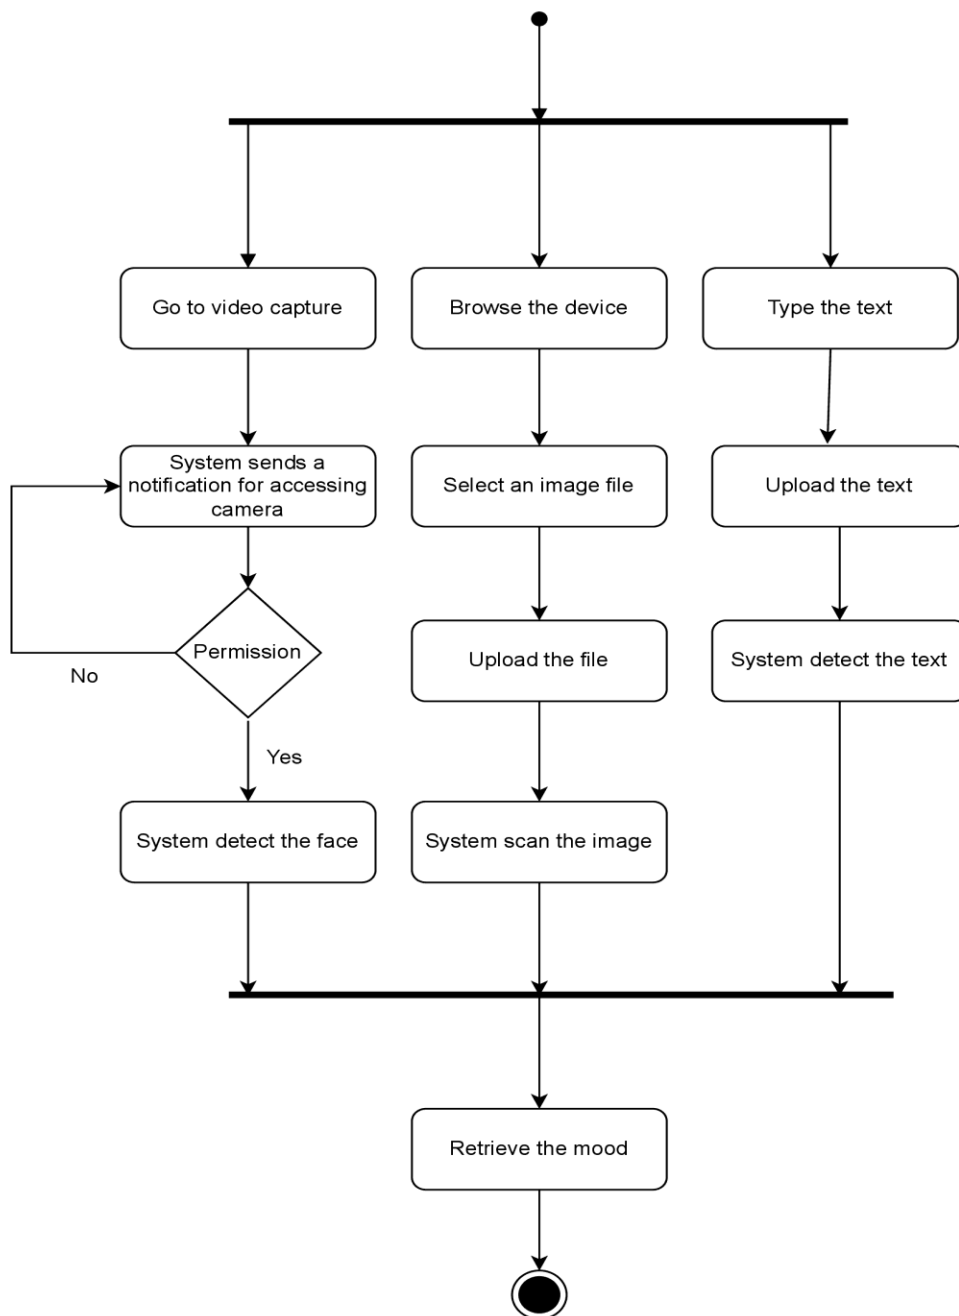 Go to video capture
Browse the device
Type the text
System sends a
notification for accessing
camera
Select an image file
Upload the text
Permission
No
Upload the file
System detect the text
Yes
System detect the face
System scan the image
Retrieve the mood